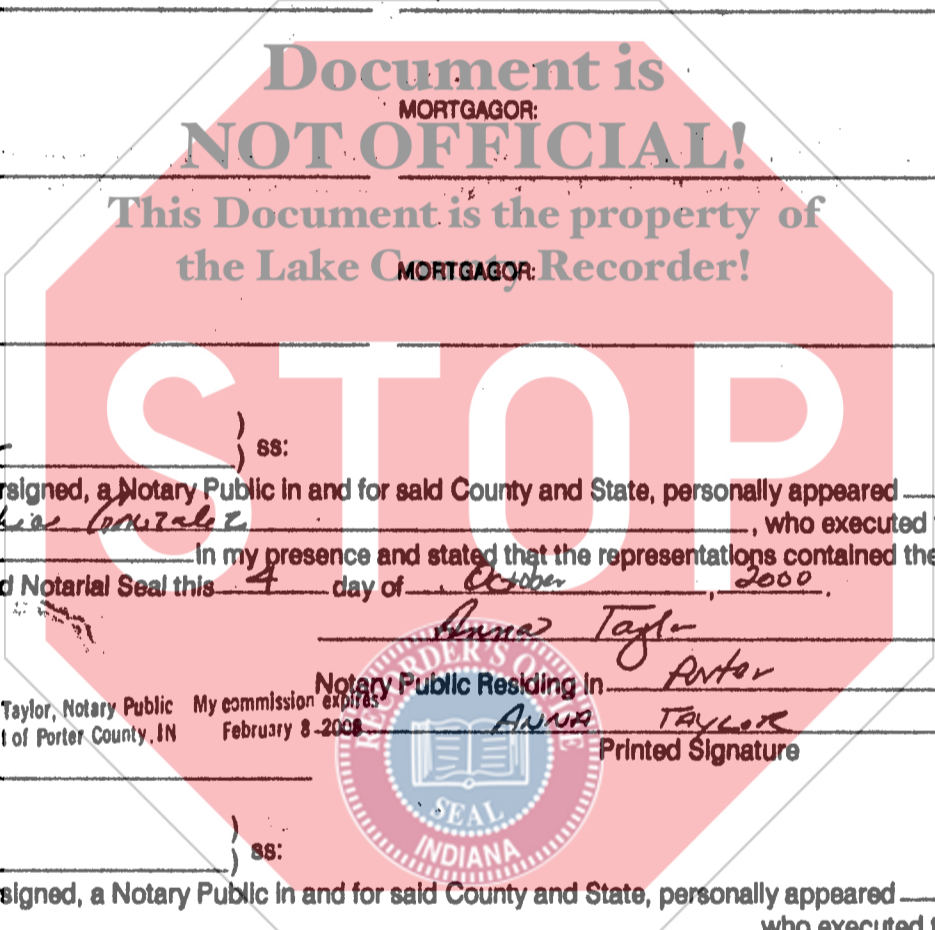 Document is
MORTGAGOR:
NOT OFFICIAL!
This Document is the property of
the Lake County Recorder!
MORTGAGOR:
STOP
) ss:
)
rsigned, a Notary Public in and for said County and State, personally appeared
Gonzalez , who executed
in my presence and stated that the representations contained the
d Notarial Seal this 4 day of October , 2000 .
Anna Taylor
Notary Public Residing in Porter
Taylor, Notary Public My commission expires
t of Porter County, IN February 8 2008
ANNA TAYLOR
Printed Signature
RECORDER'S OFFICE
SEAL
INDIANA
) ss:
)
signed, a Notary Public in and for said County and State, personally appeared
who executed t